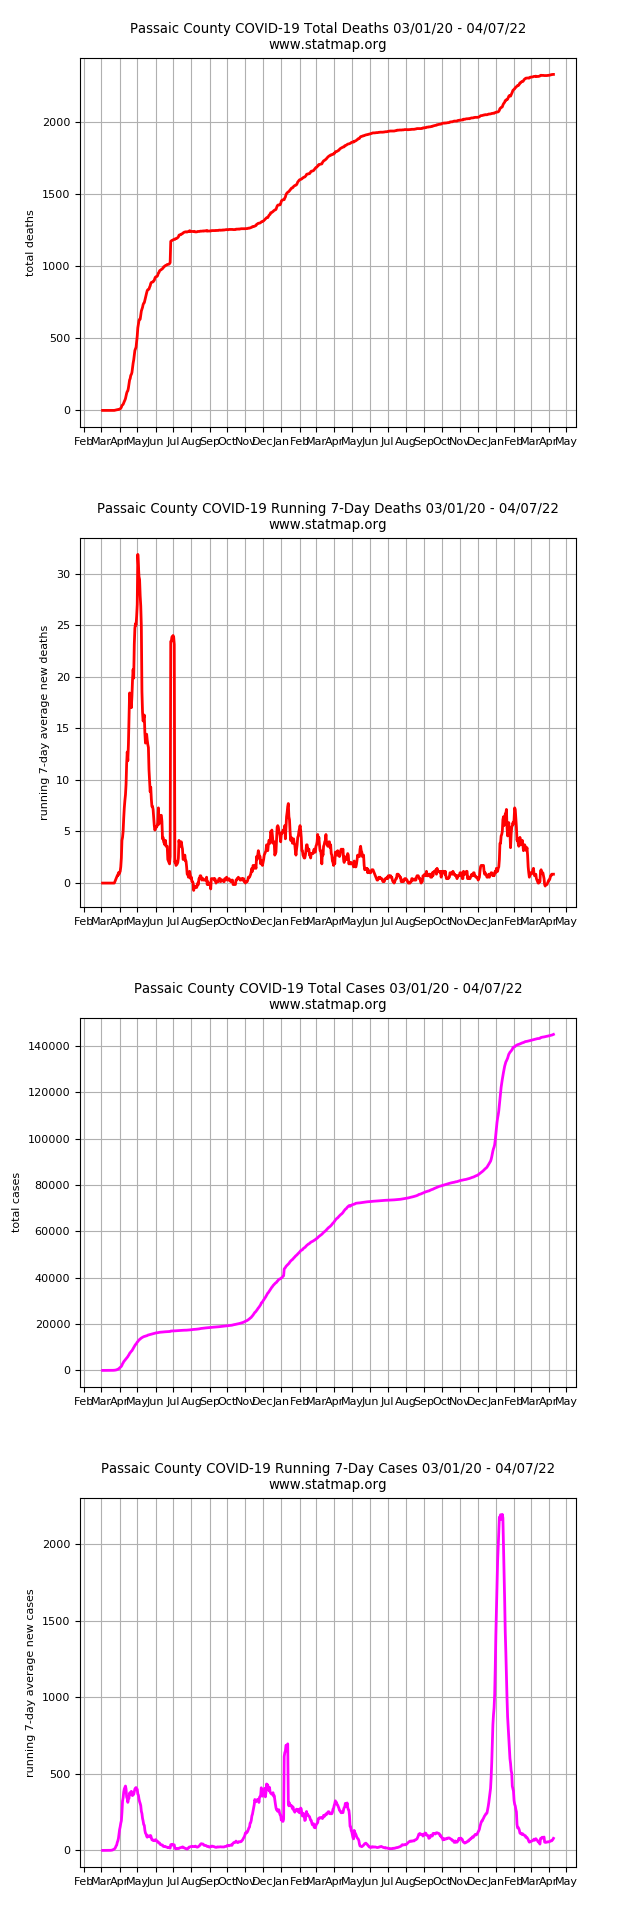 Passaic County COVID-19 Total Deaths 03/01/20 - 04/07/22
www.statmap.org
total deaths
2000
1500
1000
500
0
Feb Mar Apr May Jun Jul Aug Sep Oct Nov Dec Jan Feb Mar Apr May Jun Jul Aug Sep Oct Nov Dec Jan Feb Mar Apr May
Passaic County COVID-19 Running 7-Day Deaths 03/01/20 - 04/07/22
www.statmap.org
running 7-day average new deaths
30
25
20
15
10
5
0
Feb Mar Apr May Jun Jul Aug Sep Oct Nov Dec Jan Feb Mar Apr May Jun Jul Aug Sep Oct Nov Dec Jan Feb Mar Apr May
Passaic County COVID-19 Total Cases 03/01/20 - 04/07/22
www.statmap.org
total cases
140000
120000
100000
80000
60000
40000
20000
0
Feb Mar Apr May Jun Jul Aug Sep Oct Nov Dec Jan Feb Mar Apr May Jun Jul Aug Sep Oct Nov Dec Jan Feb Mar Apr May
Passaic County COVID-19 Running 7-Day Cases 03/01/20 - 04/07/22
www.statmap.org
running 7-day average new cases
2000
1500
1000
500
0
Feb Mar Apr May Jun Jul Aug Sep Oct Nov Dec Jan Feb Mar Apr May Jun Jul Aug Sep Oct Nov Dec Jan Feb Mar Apr May